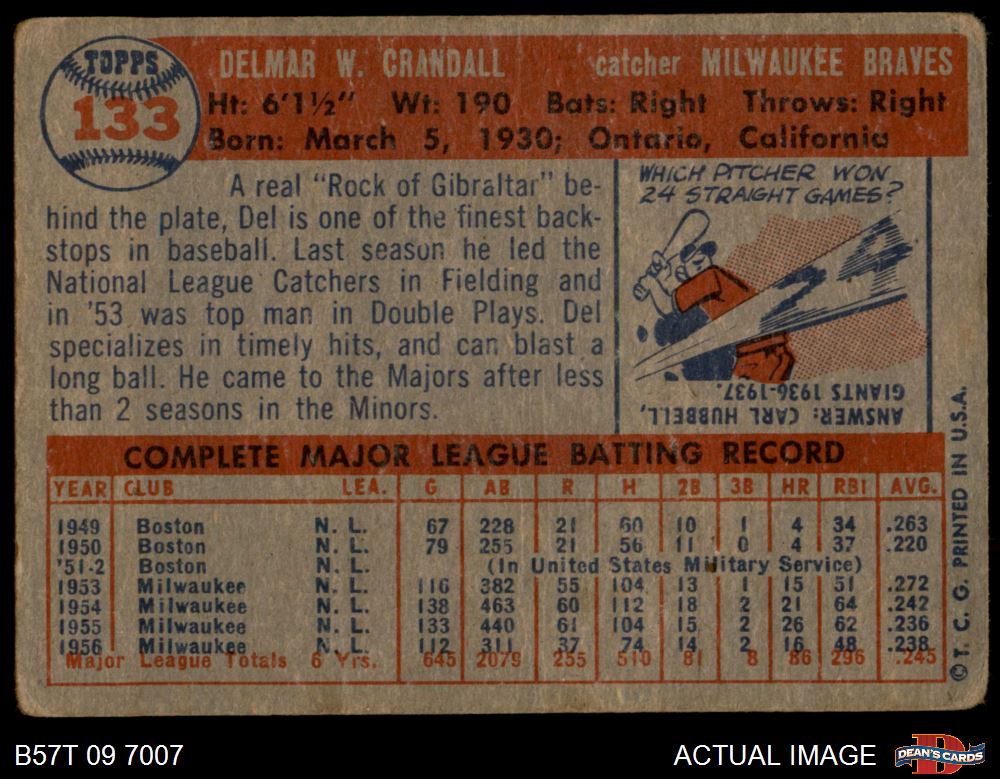 TOPPS
133
DELMAR W. CRANDALL catcher MILWAUKEE BRAVES
Ht: 6'1½" Wt: 190 Bats: Right Throws: Right
Born: March 5, 1930; Ontario, California
A real "Rock of Gibraltar" be-
hind the plate, Del is one of the finest back-
stops in baseball. Last season he led the
National League Catchers in Fielding and
in '53 was top man in Double Plays. Del
specializes in timely hits, and can blast a
long ball. He came to the Majors after less
than 2 seasons in the Minors.
WHICH PITCHER WON
24 STRAIGHT GAMES?
24
ANSWER: CARL HUBBELL,
GIANTS 1936-1937.
COMPLETE MAJOR LEAGUE BATTING RECORD
YEAR CLUB LEA. G AB R H 2B 3B HR RBI AVG.
1949 Boston N. L. 67 228 21 60 10 1 4 34 .263
1950 Boston N. L. 79 255 21 56 11 0 4 37 .220
'51-2 Boston N. L. (In United States Military Service)
1953 Milwaukee N. L. 116 382 55 104 13 1 15 51 .272
1954 Milwaukee N. L. 138 463 60 112 18 2 21 64 .242
1955 Milwaukee N. L. 133 440 61 104 15 2 26 62 .236
1956 Milwaukee N. L. 112 311 37 74 14 2 16 48 .238
Major League Totals 6 Yrs. 645 2079 255 510 81 8 86 296 .245
© T. C. G. PRINTED IN U.S.A.
B57T 09 7007
ACTUAL IMAGE
DEAN'S CARDS